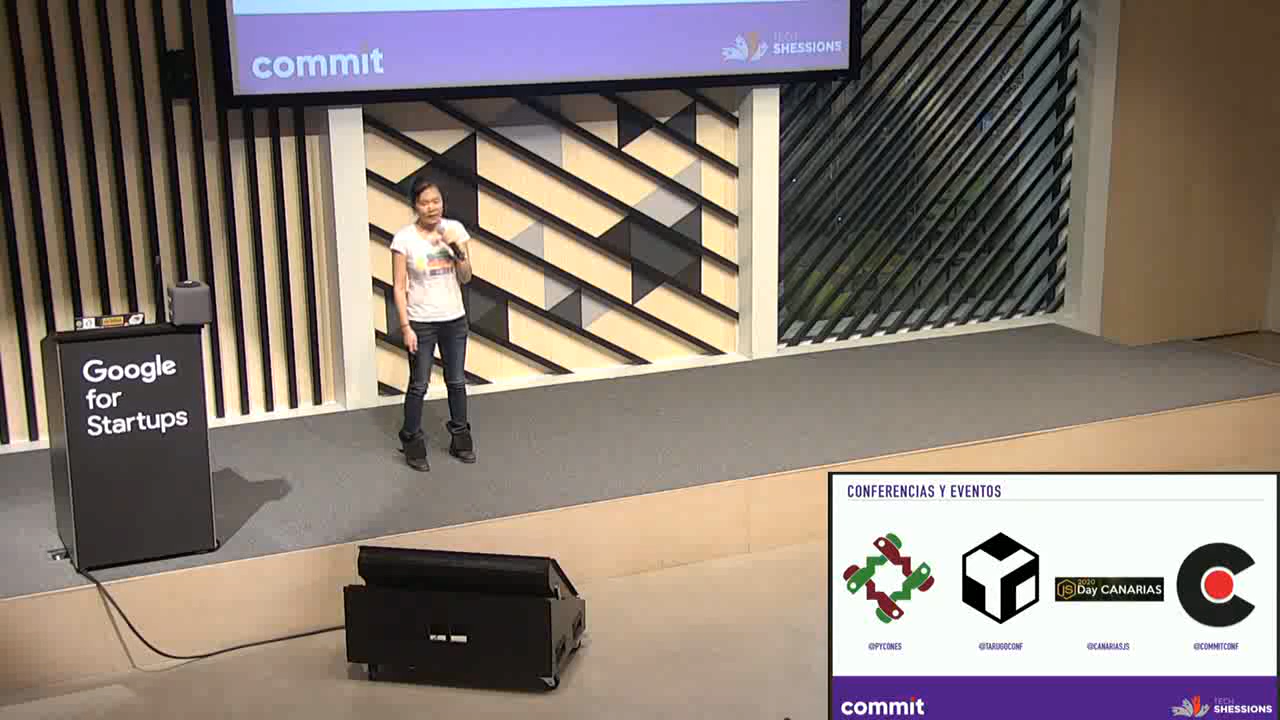 commit
TECH
SHESSIONS
Google
for
Startups
CONFERENCIAS Y EVENTOS
2020
JS Day CANARIAS
@PYCONES
@TARUGOCONF
@CANARIASJS
@COMMITCONF
commit
TECH
SHESSIONS